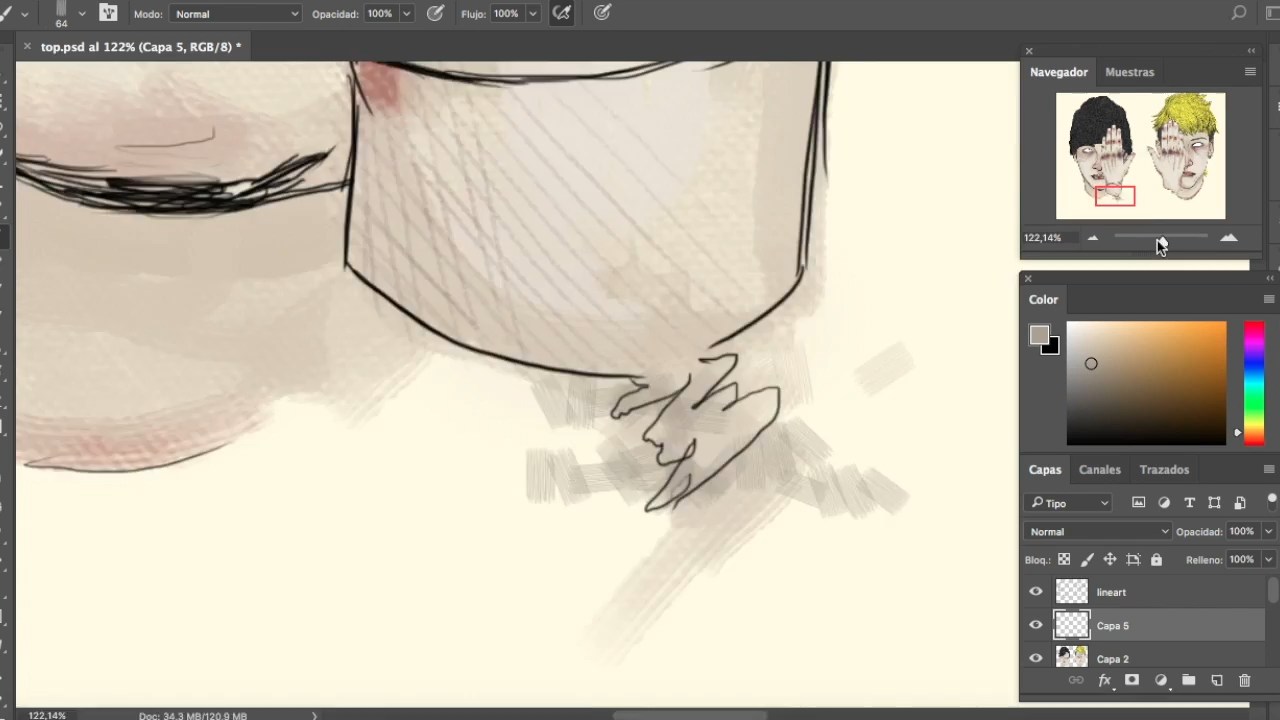 64
Modo: Normal
Opacidad: 100%
Flujo: 100%
top.psd al 122% (Capa 5, RGB/8) *
Navegador
Muestras
122,14%
Color
Capas
Canales
Trazados
Tipo
Normal
Opacidad: 100%
Bloq.:
Relleno: 100%
lineart
Capa 5
Capa 2
fx
122,14%
Doc: 34,3 MB/120,9 MB